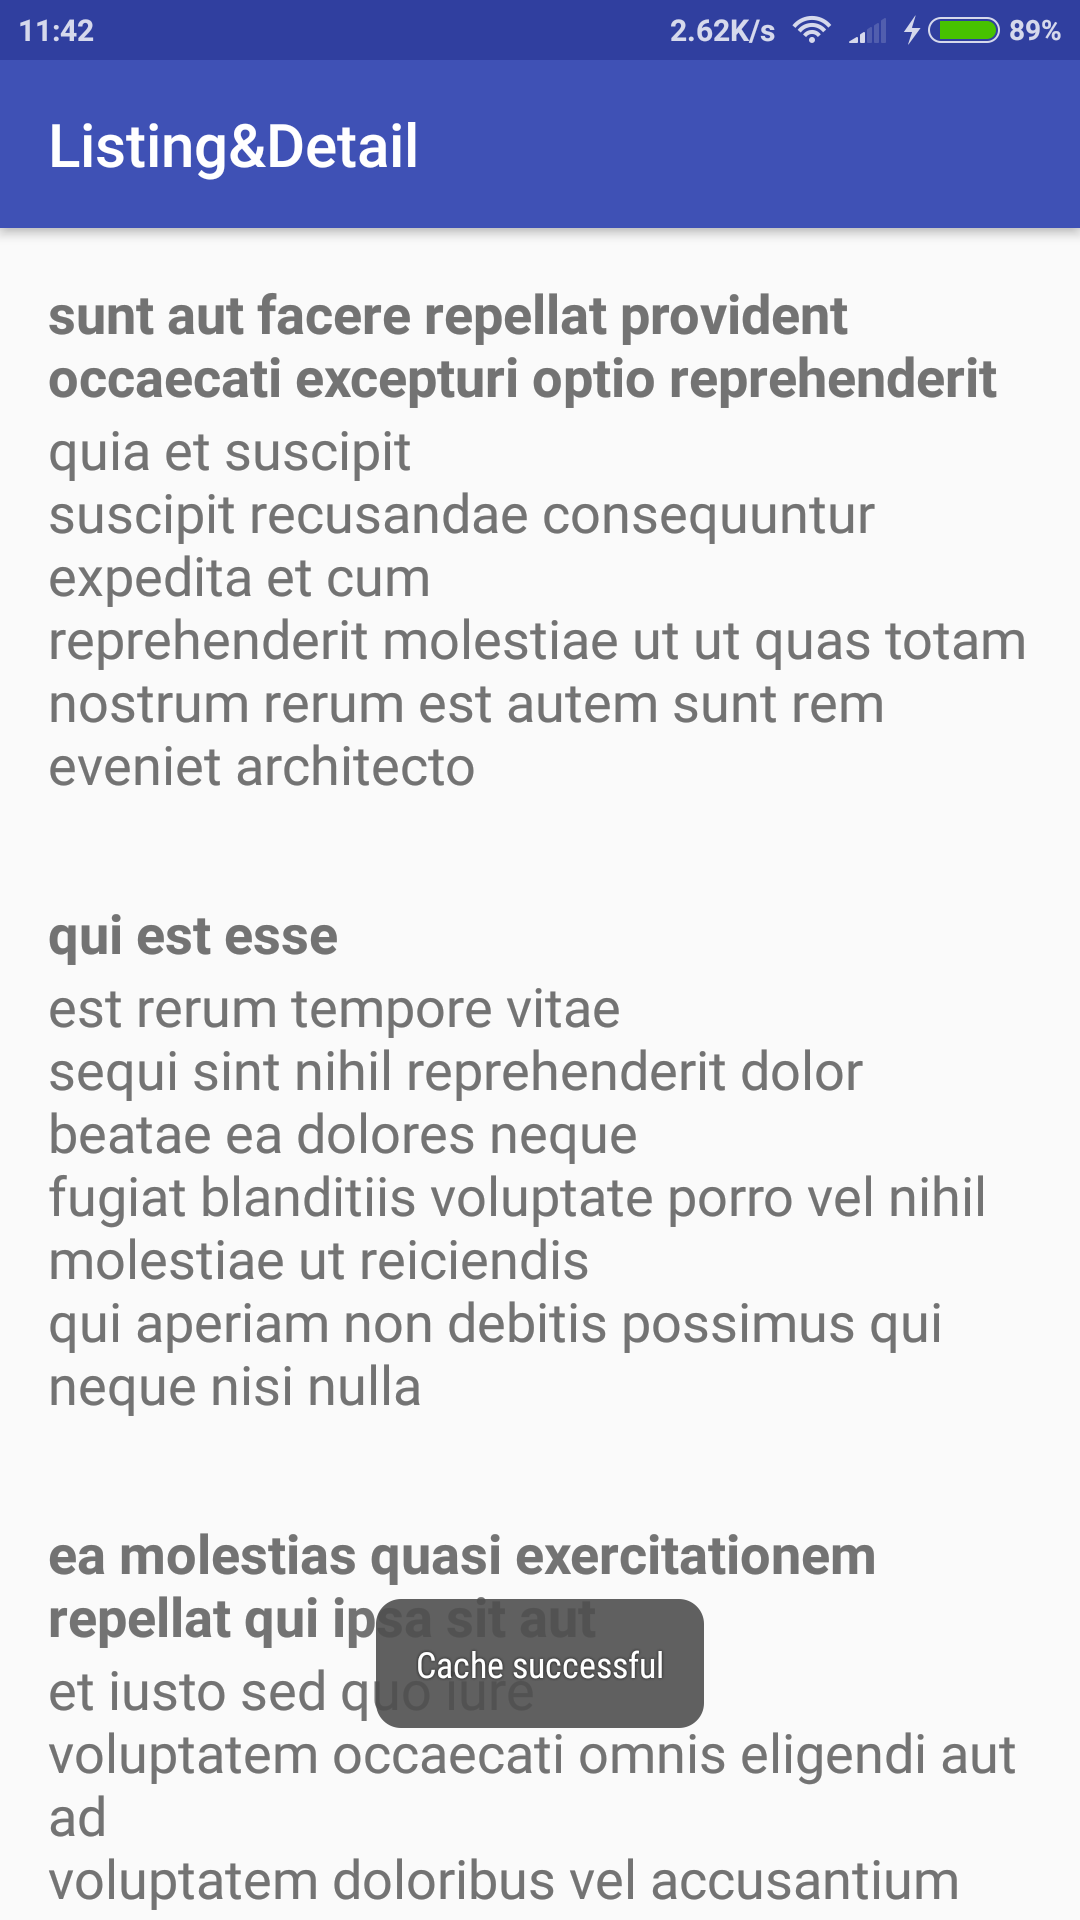 11:42 2.62K/s 89%
Listing&Detail
sunt aut facere repellat provident
occaecati excepturi optio reprehenderit
quia et suscipit
suscipit recusandae consequuntur
expedita et cum
reprehenderit molestiae ut ut quas totam
nostrum rerum est autem sunt rem
eveniet architecto
qui est esse
est rerum tempore vitae
sequi sint nihil reprehenderit dolor
beatae ea dolores neque
fugiat blanditiis voluptate porro vel nihil
molestiae ut reiciendis
qui aperiam non debitis possimus qui
neque nisi nulla
ea molestias quasi exercitationem
repellat qui ipsa sit aut
Cache successful
et iusto sed quo iure
voluptatem occaecati omnis eligendi aut
ad
voluptatem doloribus vel accusantium